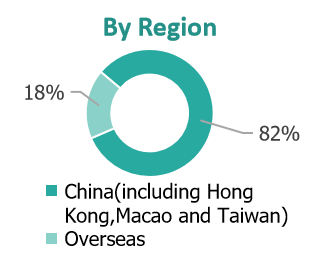 By Region
18%
82%
China(including Hong
Kong,Macao and Taiwan)
Overseas